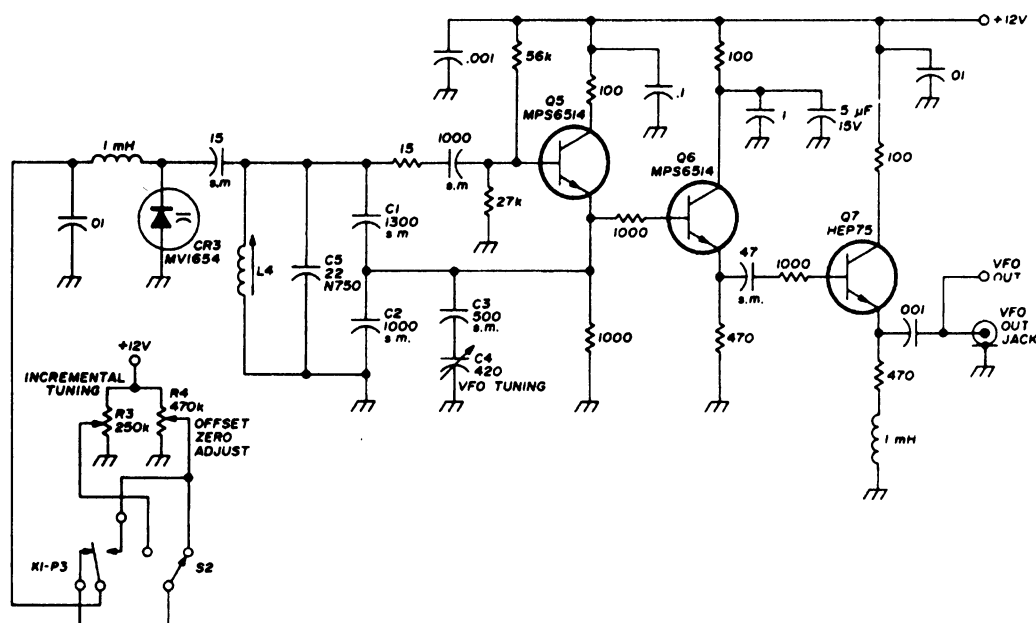 +12V
.001
56k
100
.1
100
.1
5 µF
15V
01
Q5
MPS6514
Q6
MPS6514
100
1 mH
15
s.m
15
1000
s.m
27k
01
CR3
MV1654
L4
C5
22
N750
C1
1300
s m
C2
1000
s m.
C3
500
s.m.
C4
420
VFO TUNING
1000
1000
47
s.m.
1000
470
Q7
HEP75
001
VFO
OUT
VFO
OUT
JACK
470
1 mH
+12V
INCREMENTAL
TUNING
R3
250k
R4
470k
OFFSET
ZERO
ADJUST
K1-P3
S2